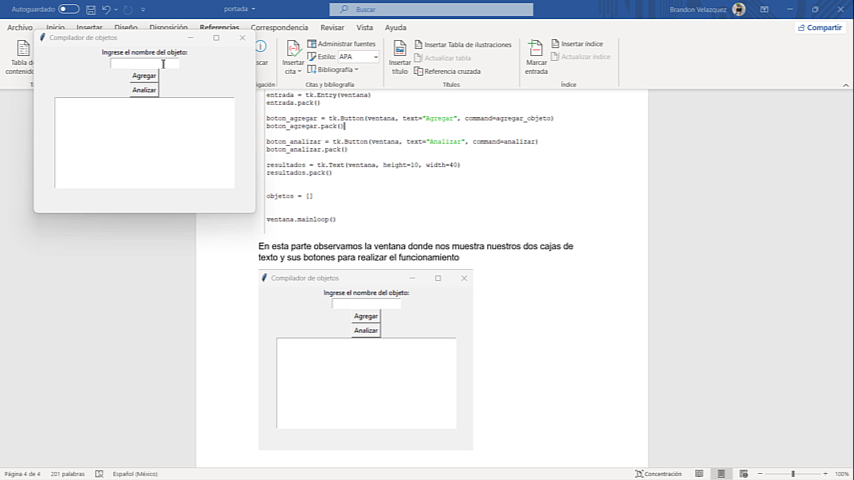 Autoguardado
portada
Buscar
Brandon Velazquez
Archivo Inicio Insertar Diseño Disposición Referencias Correspondencia Revisar Vista Ayuda
Compartir
Compilador de objetos
Ingrese el nombre del objeto:
Agregar
Analizar
Tabla de
contenido
Insertar
cita
Administrar fuentes
Estilo: APA
Bibliografía
Citas y bibliografía
Insertar
título
Insertar Tabla de ilustraciones
Actualizar tabla
Referencia cruzada
Títulos
Marcar
entrada
Insertar índice
Actualizar índice
Índice
entrada = tk.Entry(ventana)
entrada.pack()
boton_agregar = tk.Button(ventana, text="Agregar", command=agregar_objeto)
boton_agregar.pack()
boton_analizar = tk.Button(ventana, text="Analizar", command=analizar)
boton_analizar.pack()
resultados = tk.Text(ventana, height=10, width=40)
resultados.pack()
objetos = []
ventana.mainloop()
En esta parte observamos la ventana donde nos muestra nuestros dos cajas de
texto y sus botones para realizar el funcionamiento
Compilador de objetos
Ingrese el nombre del objeto:
Agregar
Analizar
Página 4 de 4 201 palabras Español (México) Concentración 100%